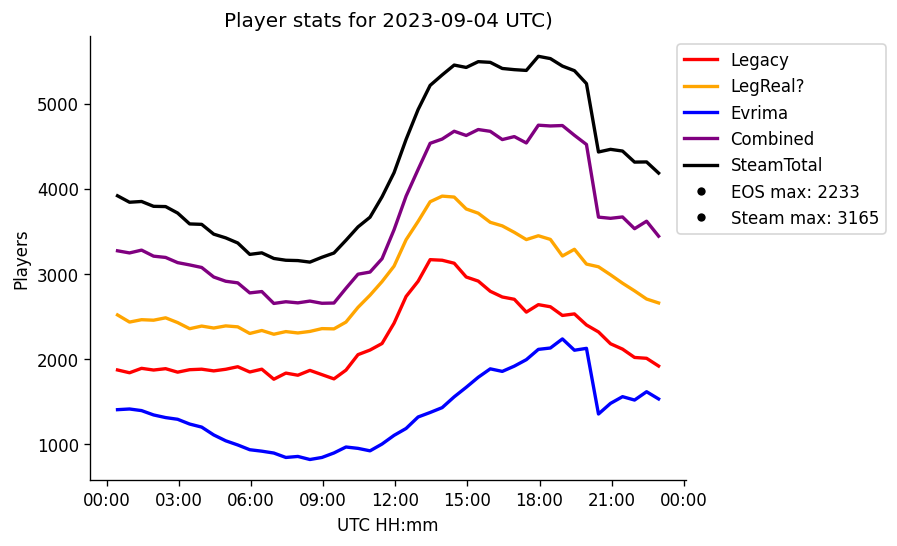 Player stats for 2023-09-04 UTC)
Legacy
LegReal?
Evrima
Combined
SteamTotal
EOS max: 2233
Steam max: 3165
Players
5000
4000
3000
2000
1000
00:00 03:00 06:00 09:00 12:00 15:00 18:00 21:00 00:00
UTC HH:mm